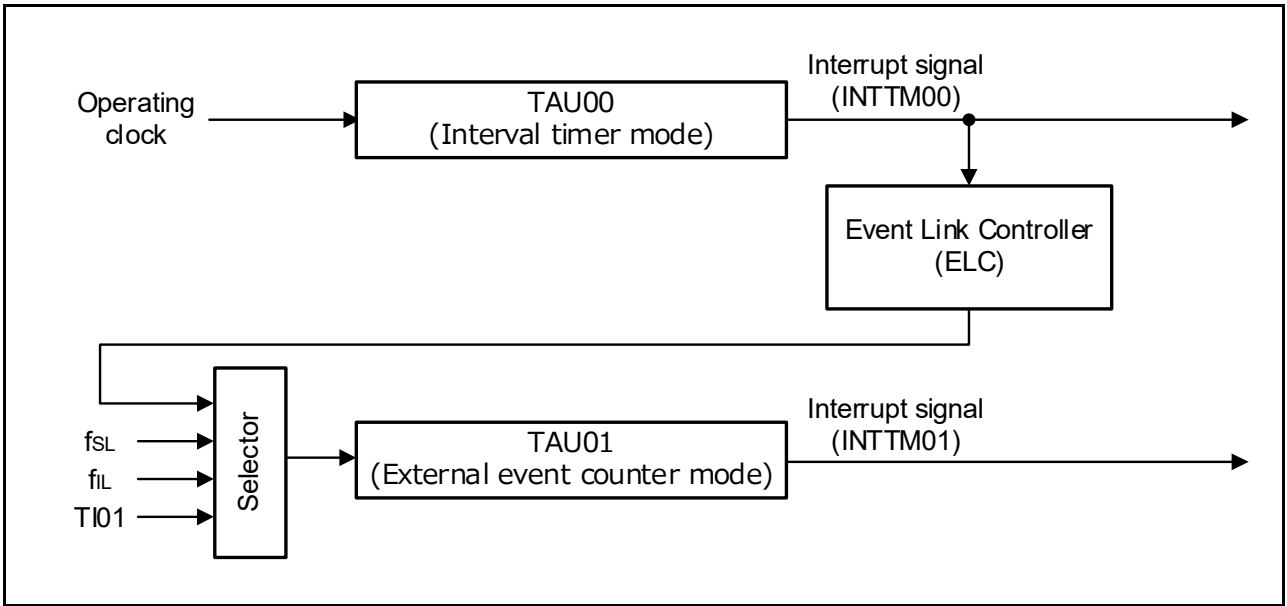 Operating
clock
TAU00
(Interval timer mode)
Interrupt signal
(INTTM00)
Event Link Controller
(ELC)
fSL
fIL
TI01
Selector
TAU01
(External event counter mode)
Interrupt signal
(INTTM01)